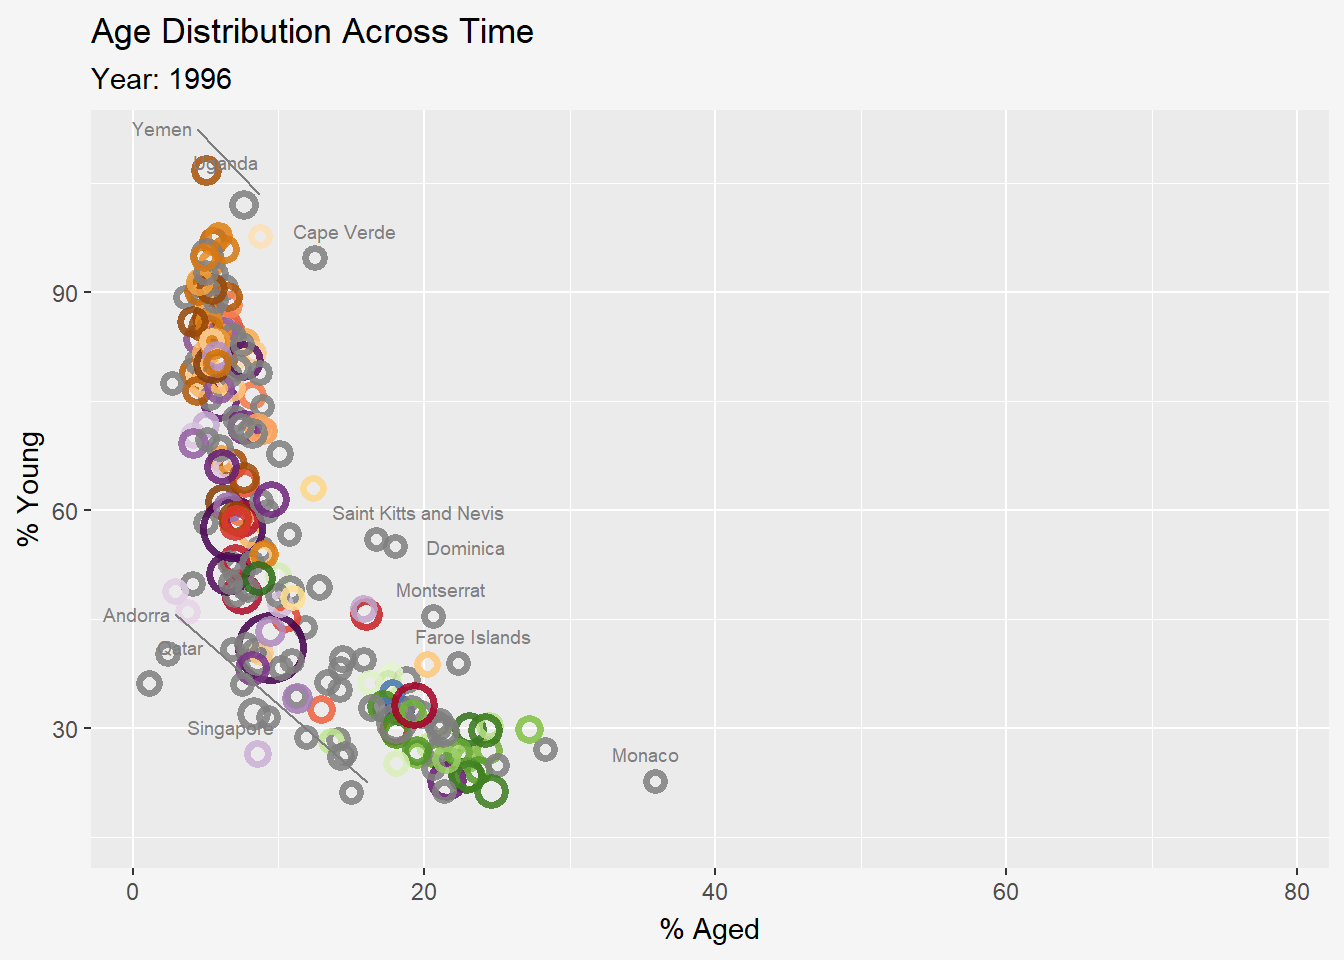 Age Distribution Across Time
Year: 1996
Yemen
Uganda
Cape Verde
90
% Young
60
Saint Kitts and Nevis
Dominica
Montserrat
Andorra
Faroe Islands
Qatar
30
Singapore
Monaco
0 20 40 60 80
% Aged